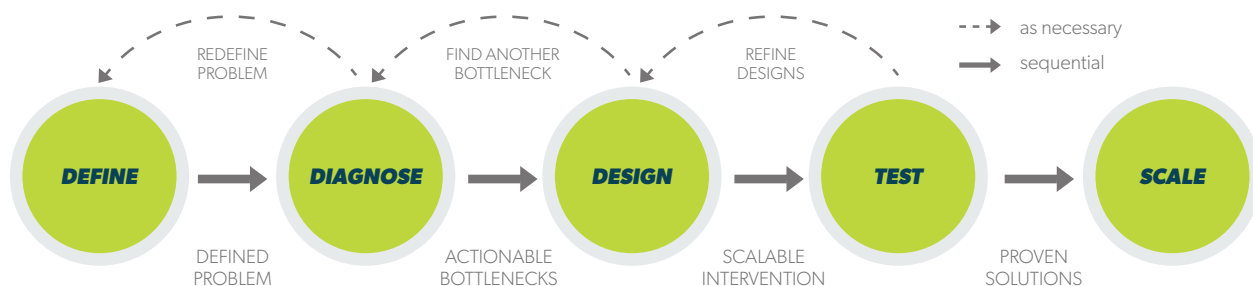 REDEFINE
PROBLEM
FIND ANOTHER
BOTTLENECK
REFINE
DESIGNS
as necessary
sequential
DEFINE
DIAGNOSE
DESIGN
TEST
SCALE
DEFINED
PROBLEM
ACTIONABLE
BOTTLENECKS
SCALABLE
INTERVENTION
PROVEN
SOLUTIONS